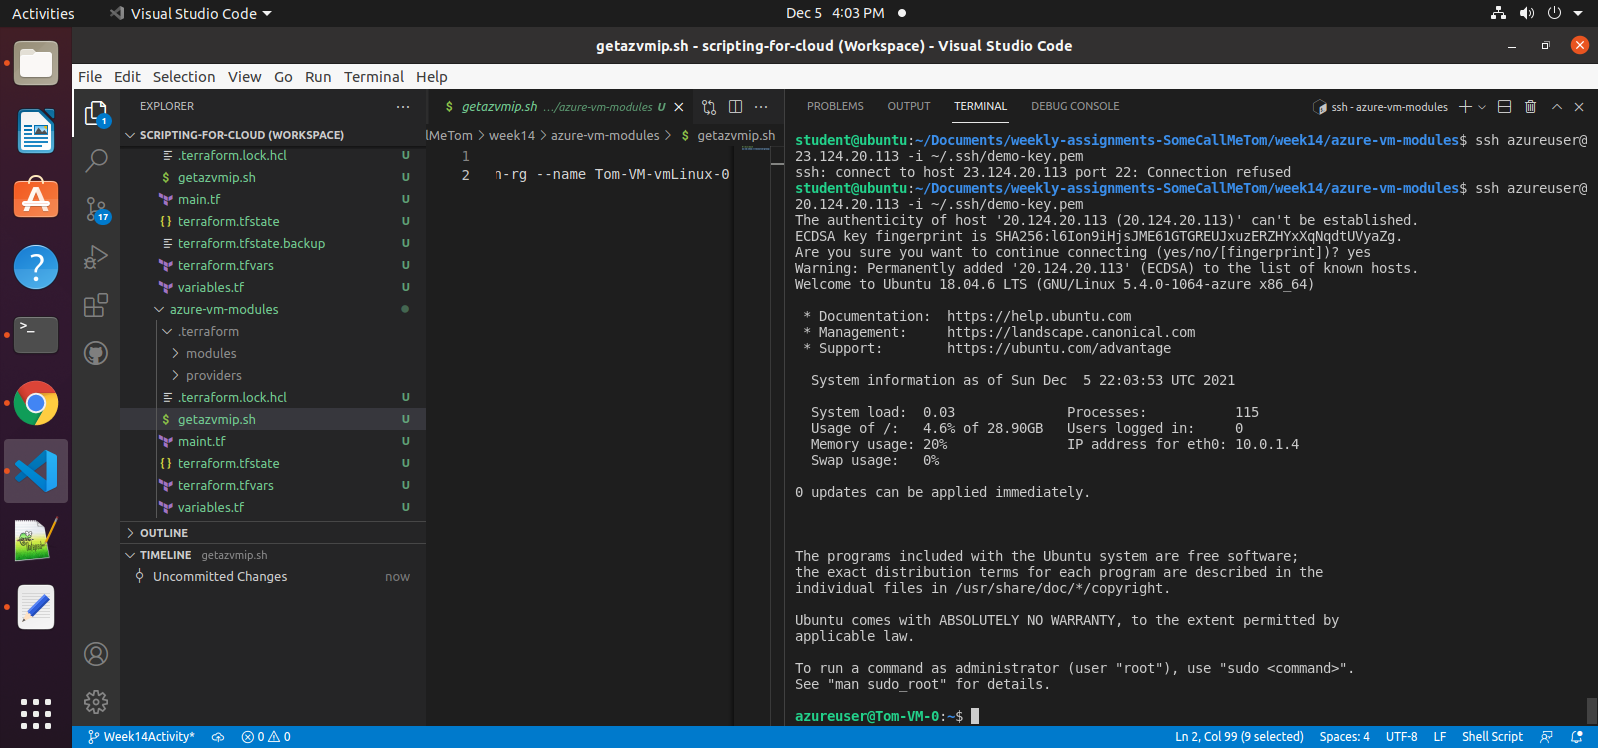 Activities
Visual Studio Code
Dec 5 4:03 PM
getazvmip.sh - scripting-for-cloud (Workspace) - Visual Studio Code
File Edit Selection View Go Run Terminal Help
EXPLORER
SCRIPTING-FOR-CLOUD (WORKSPACE)
.terraform.lock.hcl U
$ getazvmip.sh U
main.tf U
{} terraform.tfstate U
terraform.tfstate.backup U
terraform.tfvars U
variables.tf U
azure-vm-modules
.terraform
modules
providers
.terraform.lock.hcl U
$ getazvmip.sh U
maint.tf U
{} terraform.tfstate U
terraform.tfvars U
variables.tf U
OUTLINE
TIMELINE getazvmip.sh
Uncommitted Changes now
1
17
$ getazvmip.sh .../azure-vm-modules U
llMeTom > week14 > azure-vm-modules > $ getazvmip.sh
1
2 n-rg --name Tom-VM-vmLinux-0
PROBLEMS OUTPUT TERMINAL DEBUG CONSOLE
ssh - azure-vm-modules
student@ubuntu:~/Documents/weekly-assignments-SomeCallMeTom/week14/azure-vm-modules$ ssh azureuser@
23.124.20.113 -i ~/.ssh/demo-key.pem
ssh: connect to host 23.124.20.113 port 22: Connection refused
student@ubuntu:~/Documents/weekly-assignments-SomeCallMeTom/week14/azure-vm-modules$ ssh azureuser@
20.124.20.113 -i ~/.ssh/demo-key.pem
The authenticity of host '20.124.20.113 (20.124.20.113)' can't be established.
ECDSA key fingerprint is SHA256:l6Ion9iHjsJME61GTGREUJxuzERZHYxXqNqdtUVyaZg.
Are you sure you want to continue connecting (yes/no/[fingerprint])? yes
Warning: Permanently added '20.124.20.113' (ECDSA) to the list of known hosts.
Welcome to Ubuntu 18.04.6 LTS (GNU/Linux 5.4.0-1064-azure x86_64)
* Documentation: https://help.ubuntu.com
* Management: https://landscape.canonical.com
* Support: https://ubuntu.com/advantage
System information as of Sun Dec 5 22:03:53 UTC 2021
System load: 0.03 Processes: 115
Usage of /: 4.6% of 28.90GB Users logged in: 0
Memory usage: 20% IP address for eth0: 10.0.1.4
Swap usage: 0%
0 updates can be applied immediately.
The programs included with the Ubuntu system are free software;
the exact distribution terms for each program are described in the
individual files in /usr/share/doc/*/copyright.
Ubuntu comes with ABSOLUTELY NO WARRANTY, to the extent permitted by
applicable law.
To run a command as administrator (user "root"), use "sudo <command>".
See "man sudo_root" for details.
azureuser@Tom-VM-0:~$
Week14Activity* 0 0
Ln 2, Col 99 (9 selected) Spaces: 4 UTF-8 LF Shell Script